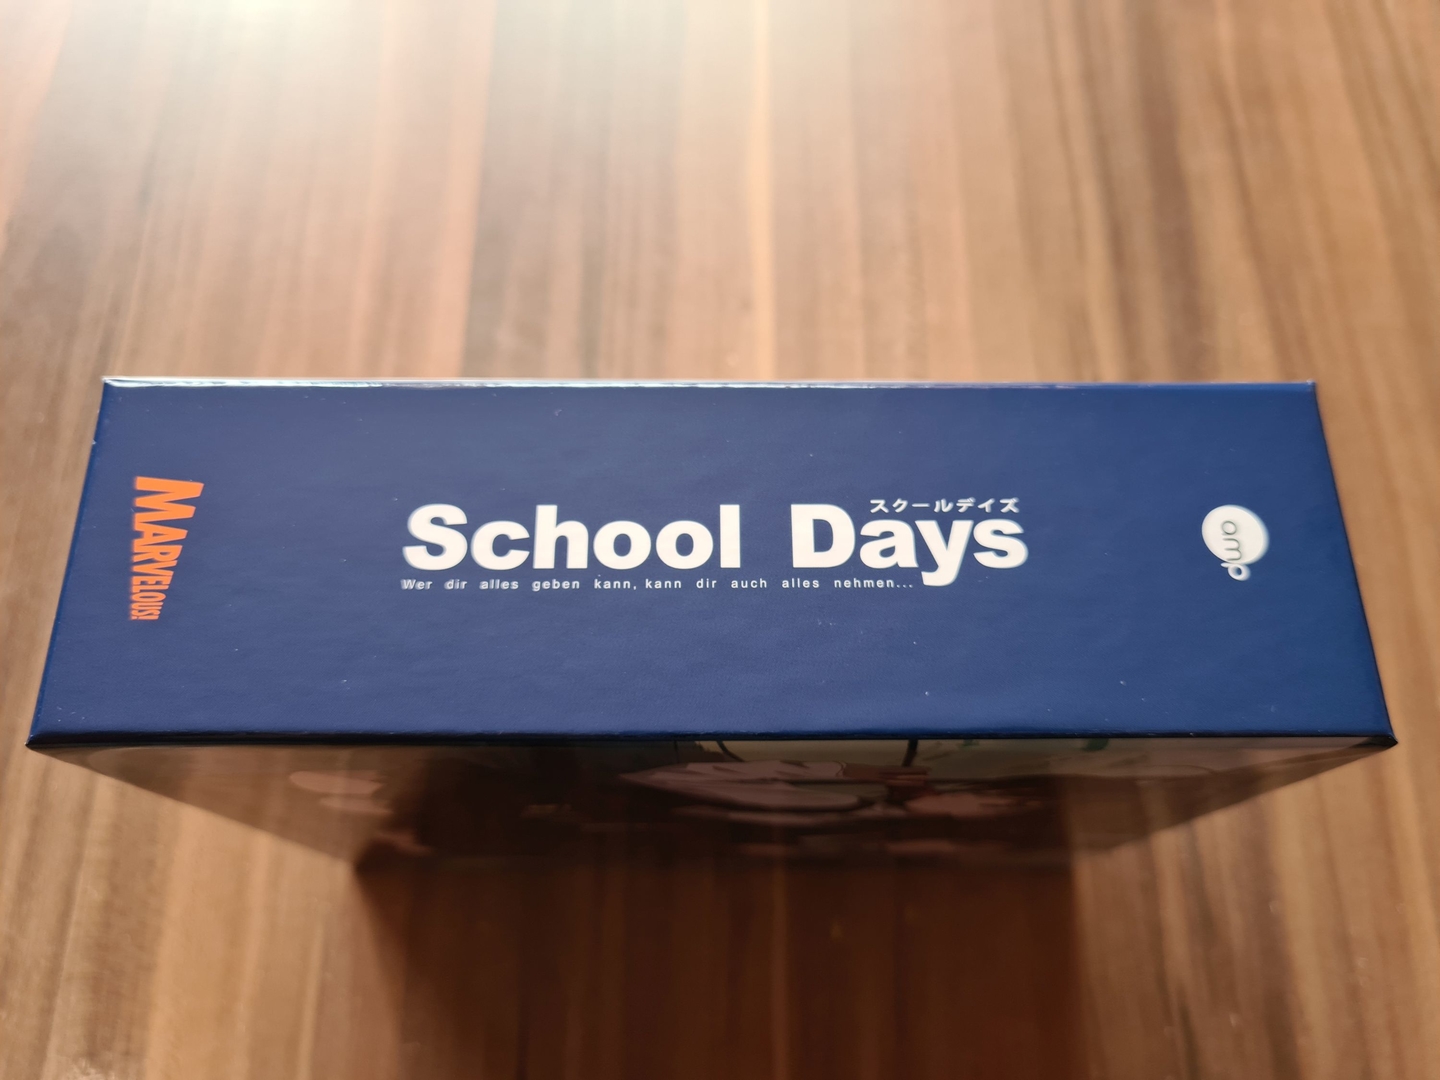 MARVELOUS!
スクールデイズ
School Days
Wer dir alles geben kann, kann dir auch alles nehmen...
amp